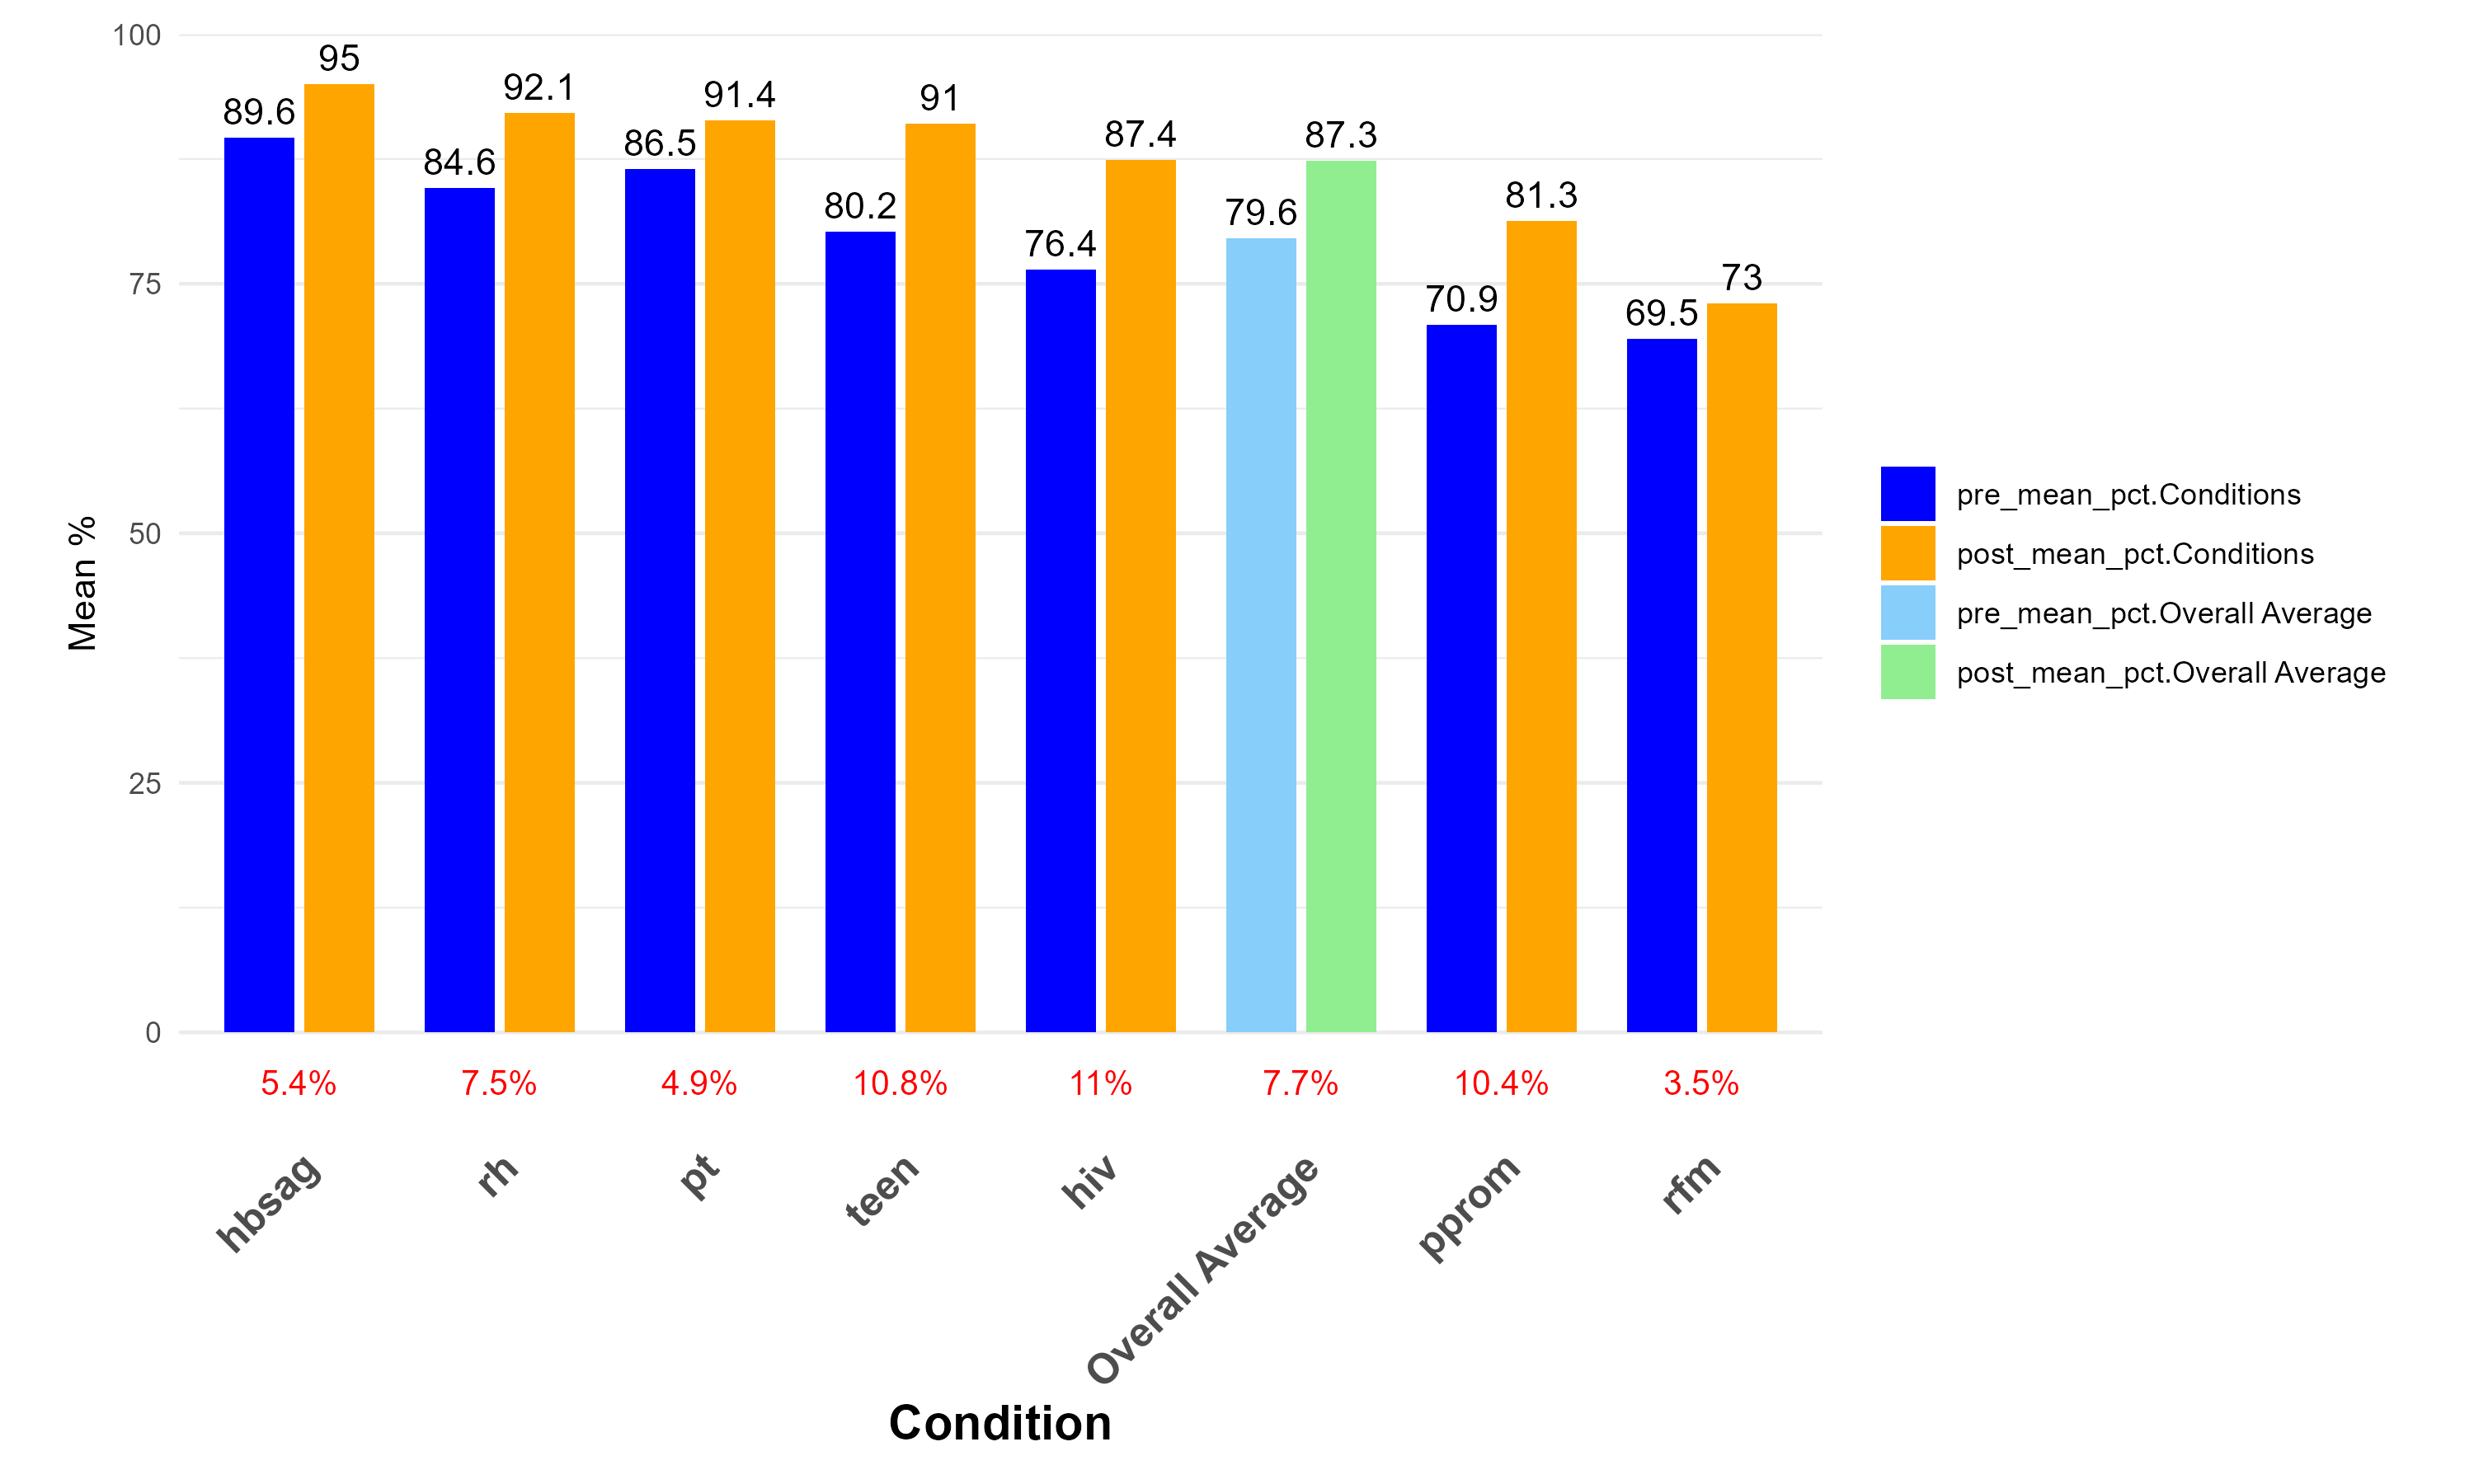 100
75
50
25
0
Mean %
89.6
95
84.6
92.1
86.5
91.4
80.2
91
76.4
87.4
79.6
87.3
70.9
81.3
69.5
73
5.4%
7.5%
4.9%
10.8%
11%
7.7%
10.4%
3.5%
hbsag
rh
pt
teen
hiv
Overall Average
pprom
rfm
Condition
pre_mean_pct.Conditions
post_mean_pct.Conditions
pre_mean_pct.Overall Average
post_mean_pct.Overall Average